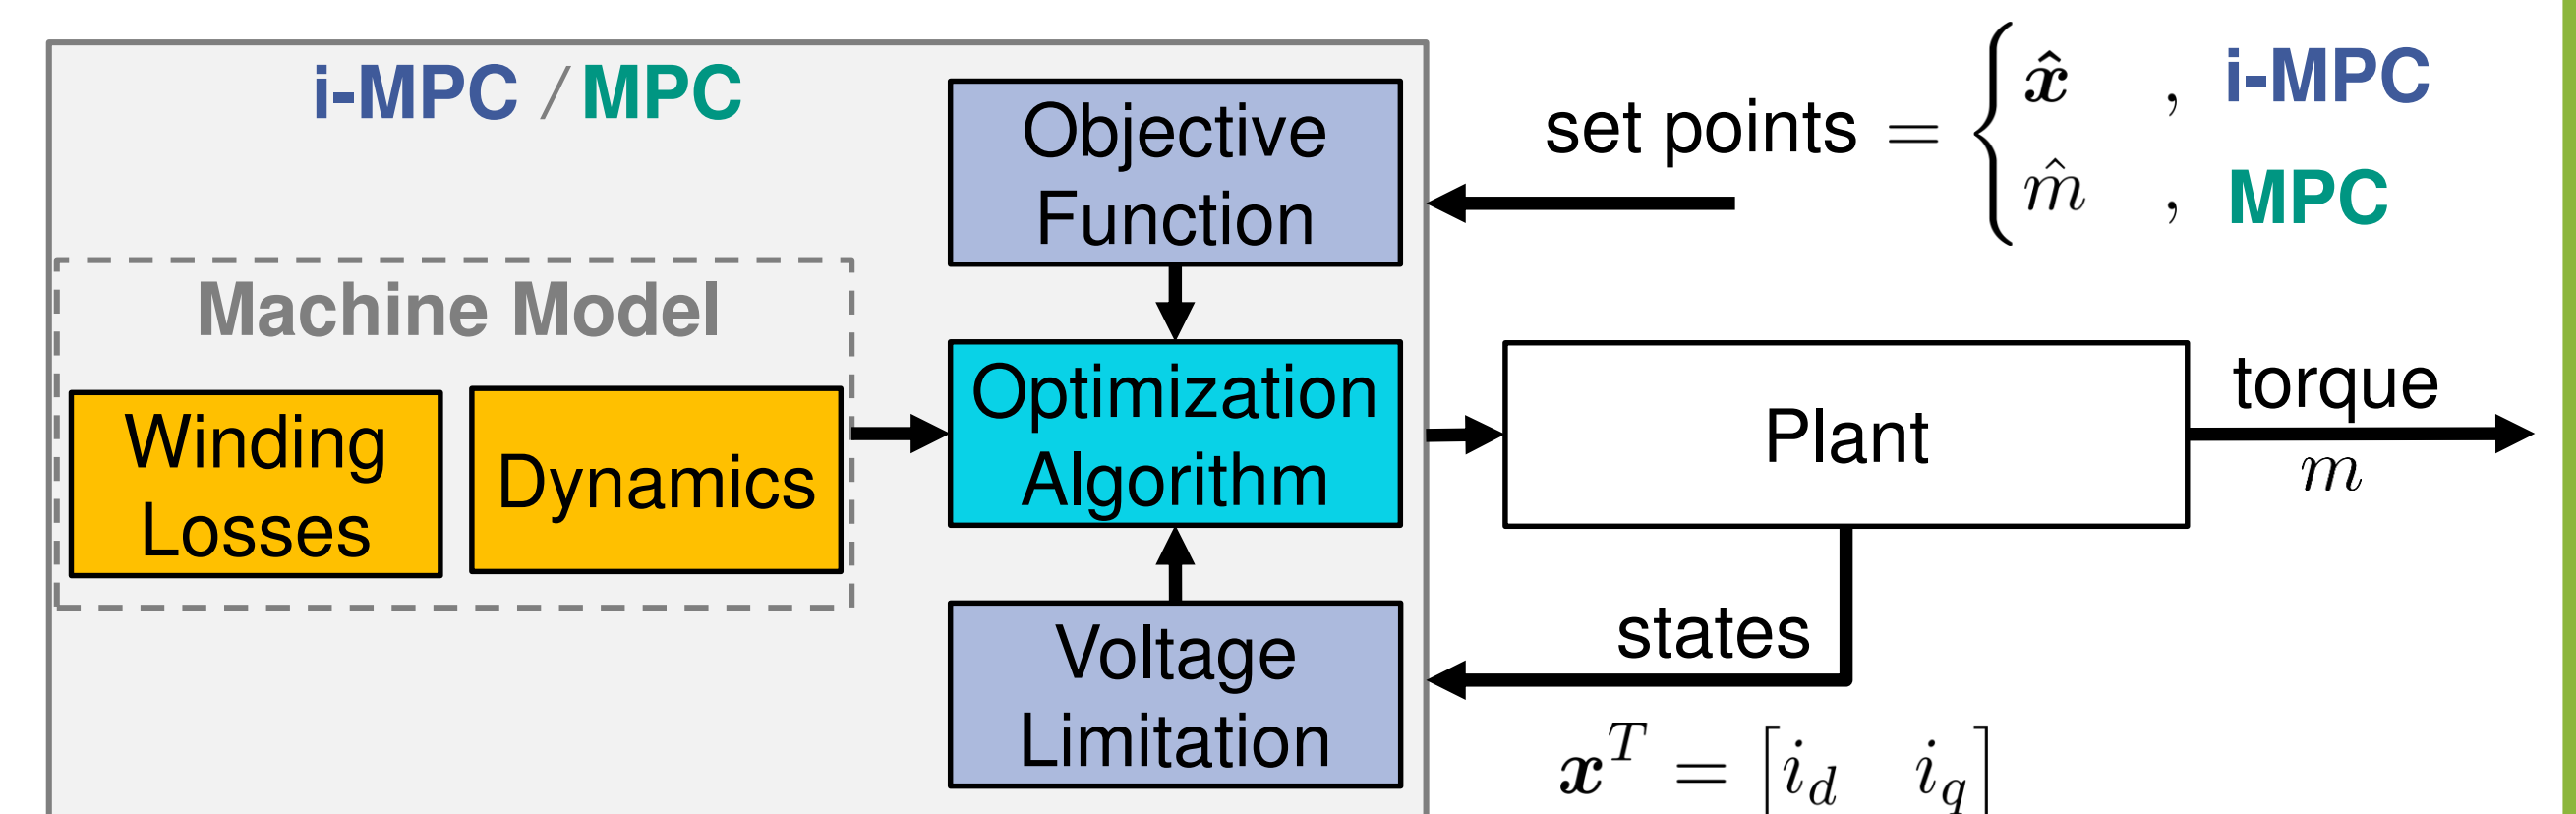 i-MPC / MPC
Objective
Function
set points = { x̂ , i-MPC
m̂ , MPC
Machine Model
Winding
Losses
Dynamics
Optimization
Algorithm
Plant
torque
m
Voltage
Limitation
states
x^T = [i_d i_q]